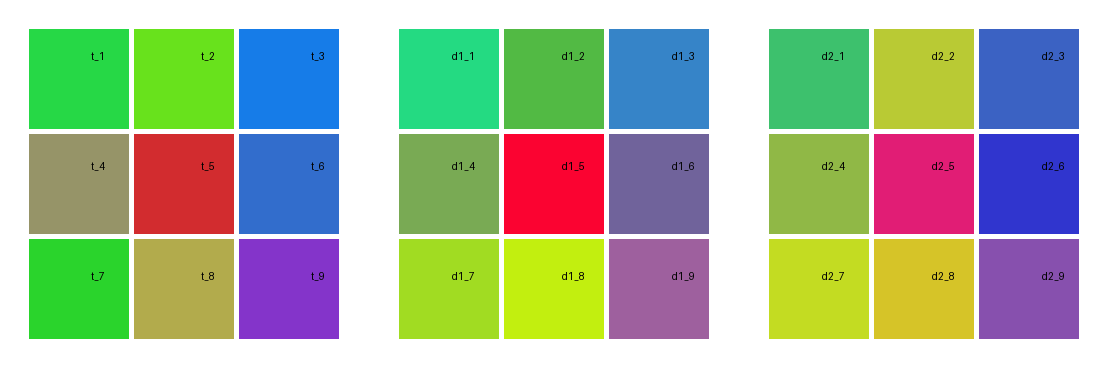 t_1 t_2 t_3 d1_1 d1_2 d1_3 d2_1 d2_2 d2_3
t_4 t_5 t_6 d1_4 d1_5 d1_6 d2_4 d2_5 d2_6
t_7 t_8 t_9 d1_7 d1_8 d1_9 d2_7 d2_8 d2_9